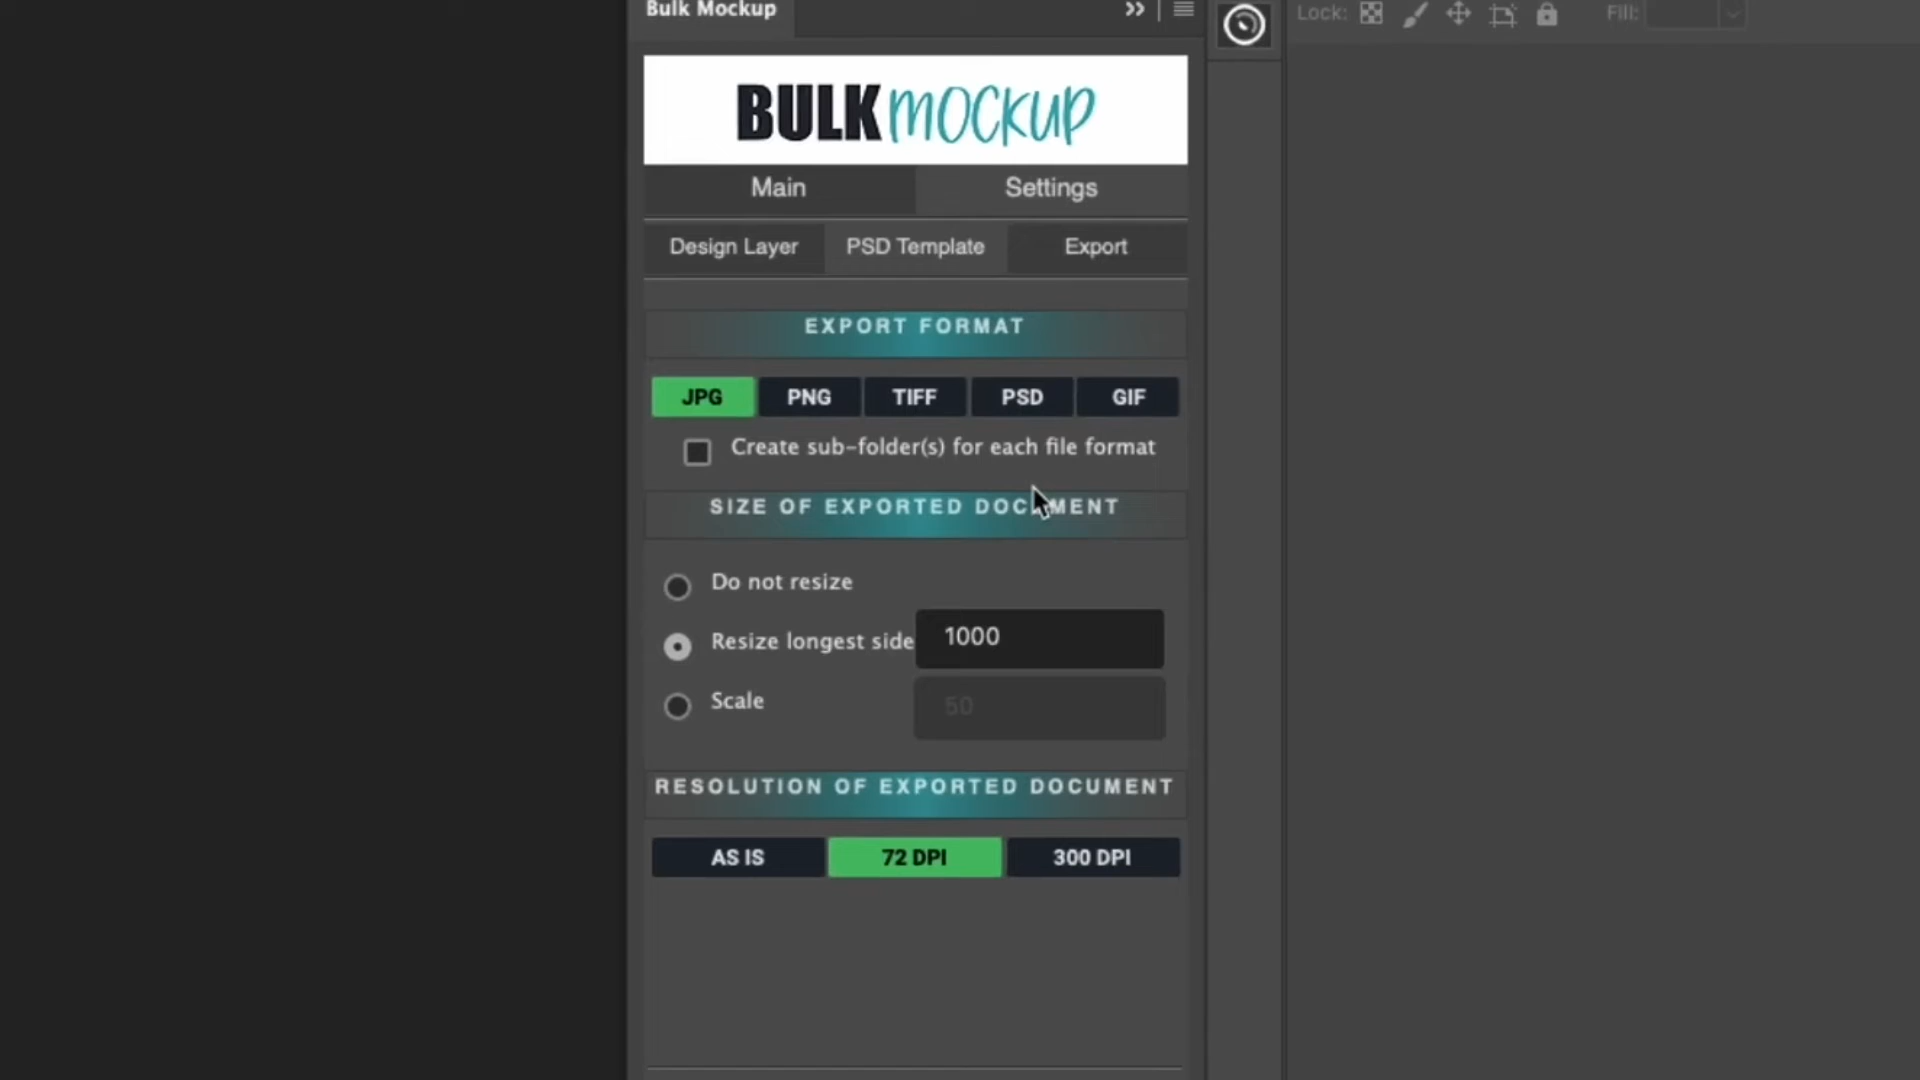 Bulk Mockup
Lock:
Fill:
BULK MOCKUP
Main
Settings
Design Layer
PSD Template
Export
EXPORT FORMAT
JPG
PNG
TIFF
PSD
GIF
Create sub-folder(s) for each file format
SIZE OF EXPORTED DOCUMENT
Do not resize
Resize longest side
1000
Scale
50
RESOLUTION OF EXPORTED DOCUMENT
AS IS
72 DPI
300 DPI